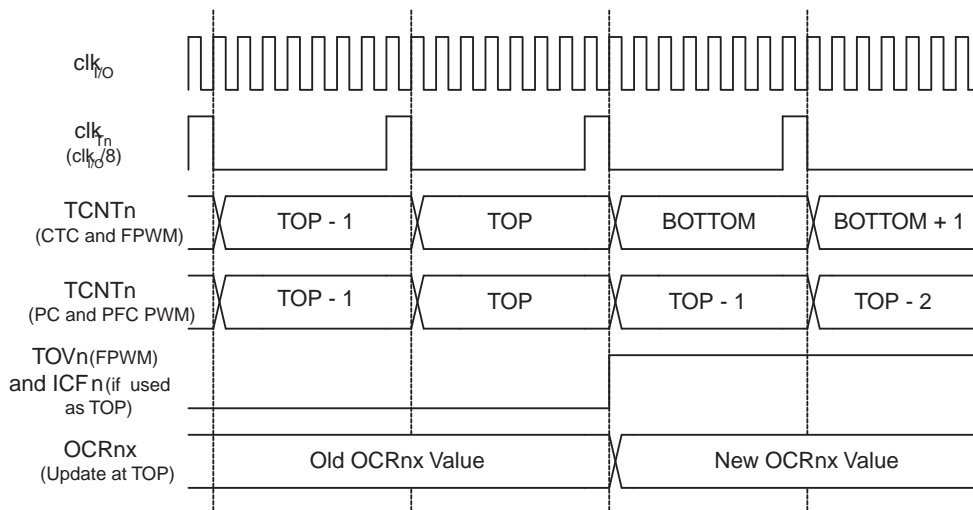 clkI/O
clkTn
(clkI/O/8)
TCNTn
(CTC and FPWM)
TOP - 1 TOP BOTTOM BOTTOM + 1
TCNTn
(PC and PFC PWM)
TOP - 1 TOP TOP - 1 TOP - 2
TOVn(FPWM)
and ICFn(if used
as TOP)
OCRnx
(Update at TOP)
Old OCRnx Value New OCRnx Value